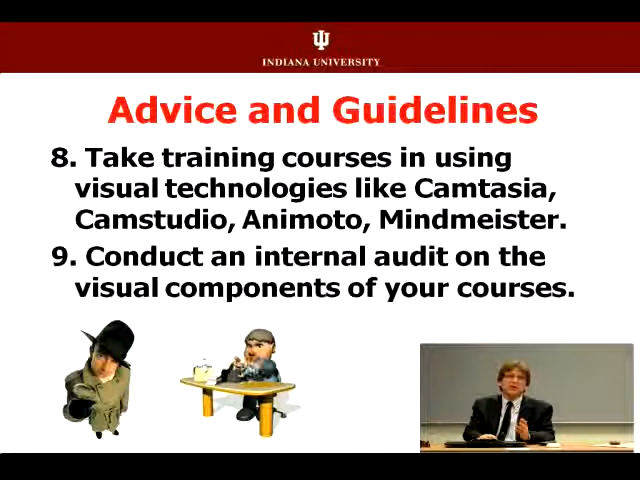 INDIANA UNIVERSITY
Advice and Guidelines
8. Take training courses in using
visual technologies like Camtasia,
Camstudio, Animoto, Mindmeister.
9. Conduct an internal audit on the
visual components of your courses.